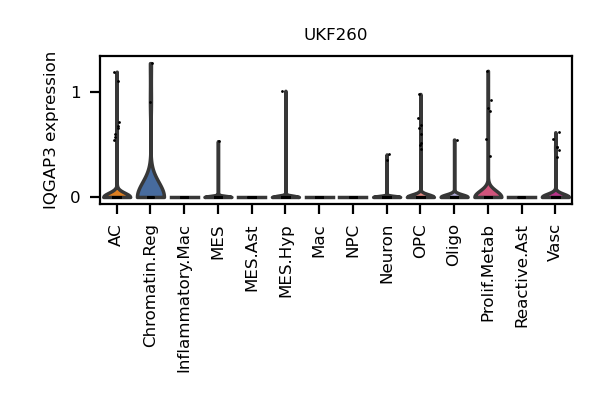 UKF260
IQGAP3 expression
1
0
AC
Chromatin.Reg
Inflammatory.Mac
MES
MES.Ast
MES.Hyp
Mac
NPC
Neuron
OPC
Oligo
Prolif.Metab
Reactive.Ast
Vasc